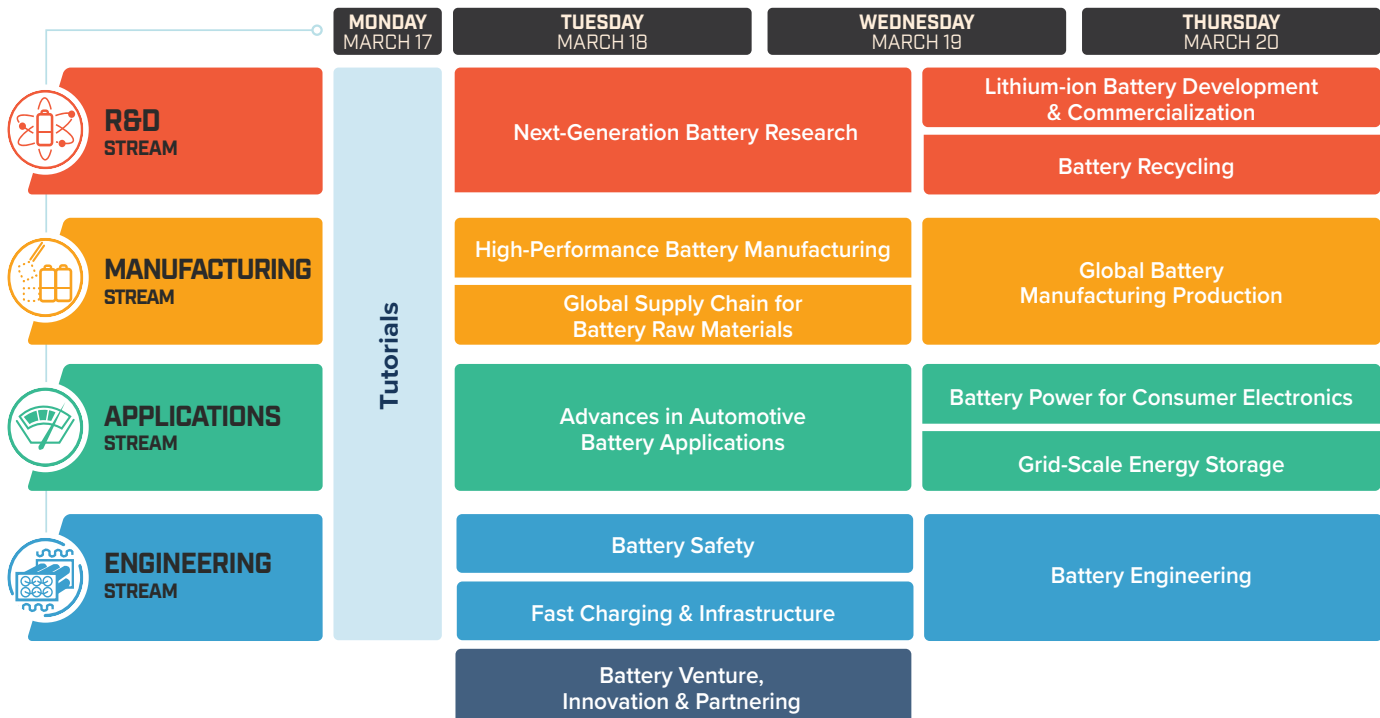 MONDAY
MARCH 17
TUESDAY
MARCH 18
WEDNESDAY
MARCH 19
THURSDAY
MARCH 20
R&D
STREAM
Next-Generation Battery Research
Lithium-ion Battery Development
& Commercialization
Battery Recycling
MANUFACTURING
STREAM
High-Performance Battery Manufacturing
Global Supply Chain for
Battery Raw Materials
Global Battery
Manufacturing Production
Tutorials
APPLICATIONS
STREAM
Advances in Automotive
Battery Applications
Battery Power for Consumer Electronics
Grid-Scale Energy Storage
ENGINEERING
STREAM
Battery Safety
Fast Charging & Infrastructure
Battery Engineering
Battery Venture,
Innovation & Partnering